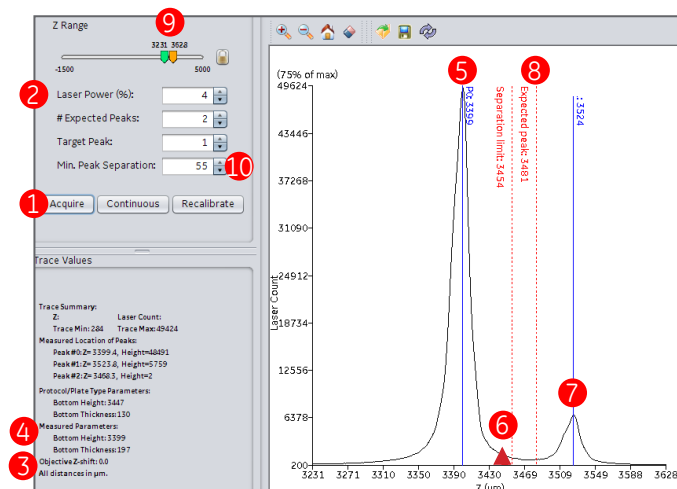 Z Range
9
3231 3628
-1500 5000
2 Laser Power (%): 4
# Expected Peaks: 2
Target Peak: 1
Min. Peak Separation: 55 10
1 Acquire Continuous Recalibrate
Trace Values
Trace Summary:
Z: Laser Count:
Trace Min: 284 Trace Max: 49424
Measured Location of Peaks:
Peak #0: Z= 3399.4, Height=48491
Peak #1: Z= 3523.8, Height=5759
Peak #2: Z= 3468.3, Height=2
Protocol/Plate Type Parameters:
Bottom Height: 3447
Bottom Thickness: 130
4 Measured Parameters:
Bottom Height: 3399
Bottom Thickness: 197
3 Objective Z-shift: 0.0
All distances in µm.
(75% of max)
5 8
49624
43446
37268
31090
24912
18734
12556
6378
200
Laser Count
3399
Separation limit: 3454
Expected peak: 3481
: 3524
6 7
3231 3271 3310 3350 3390 3430 3469 3509 3549 3588 3628
Z (µm)